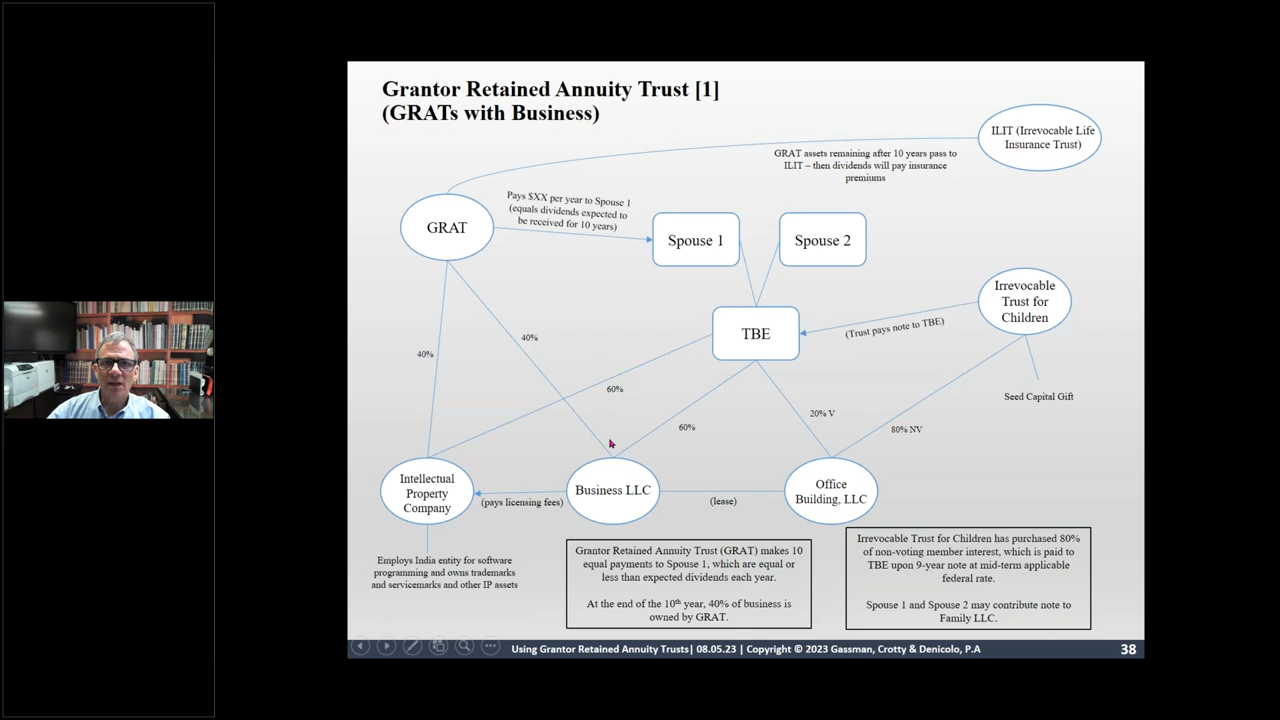 Grantor Retained Annuity Trust [1]
(GRATs with Business)
ILIT (Irrevocable Life
Insurance Trust)
GRAT assets remaining after 10 years pass to
ILIT – then dividends will pay insurance
premiums
Pays $XX per year to Spouse 1
(equals dividends expected to
be received for 10 years)
GRAT
Spouse 1
Spouse 2
Irrevocable
Trust for
Children
TBE
(Trust pays note to TBE)
40%
40%
60%
60%
20% V
80% NV
Seed Capital Gift
Intellectual
Property
Company
(pays licensing fees)
Business LLC
(lease)
Office
Building, LLC
Employs India entity for software
programming and owns trademarks
and servicemarks and other IP assets
Grantor Retained Annuity Trust (GRAT) makes 10
equal payments to Spouse 1, which are equal or
less than expected dividends each year.
At the end of the 10th year, 40% of business is
owned by GRAT.
Irrevocable Trust for Children has purchased 80%
of non-voting member interest, which is paid to
TBE upon 9-year note at mid-term applicable
federal rate.
Spouse 1 and Spouse 2 may contribute note to
Family LLC.
Using Grantor Retained Annuity Trusts| 08.05.23 | Copyright © 2023 Gassman, Crotty & Denicolo, P.A
38